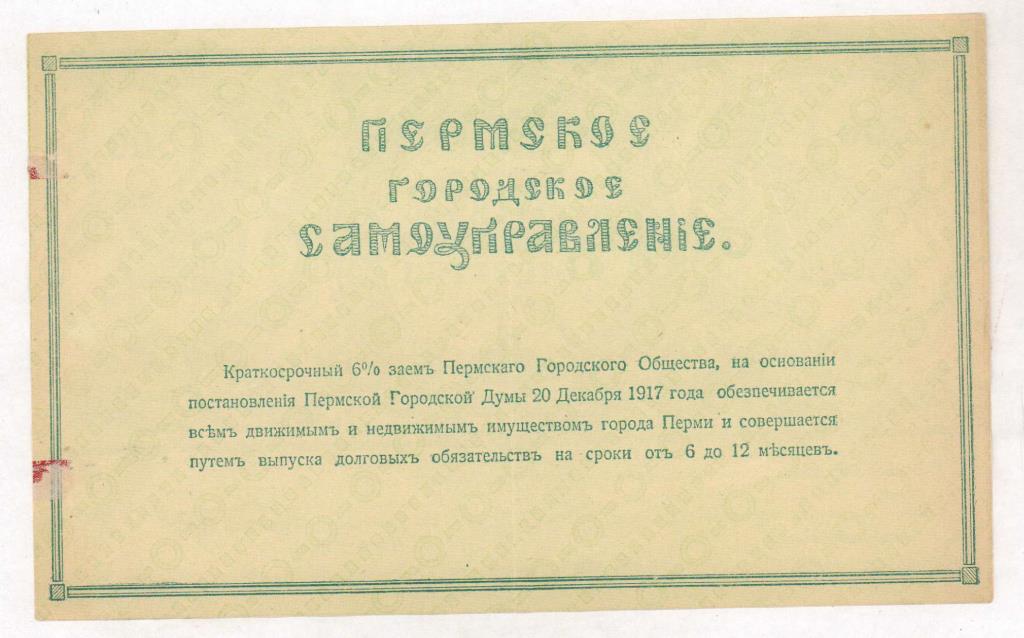 ПЕРМСКОЕ
ГОРОДСКОЕ
САМОУПРАВЛЕНІЕ.
Краткосрочный 6% заемъ Пермскаго Городского Общества, на основаніи
постановленія Пермской Городской Думы 20 Декабря 1917 года обезпечивается
всѣмъ движимымъ и недвижимымъ имуществомъ города Перми и совершается
путемъ выпуска долговыхъ обязательствъ на сроки отъ 6 до 12 мѣсяцевъ.